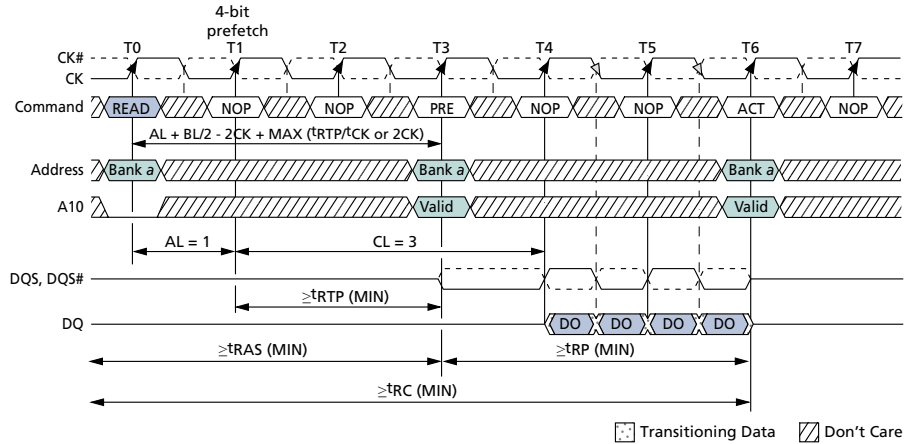 4-bit
prefetch
T0 T1 T2 T3 T4 T5 T6 T7
CK#
CK
Command READ NOP NOP PRE NOP NOP ACT NOP
AL + BL/2 - 2CK + MAX (tRTP/tCK or 2CK)
Address Bank a Bank a Bank a
A10 Valid Valid
AL = 1 CL = 3
DQS, DQS#
≥tRTP (MIN)
DQ DO DO DO DO
≥tRAS (MIN) ≥tRP (MIN)
≥tRC (MIN)
Transitioning Data Don't Care